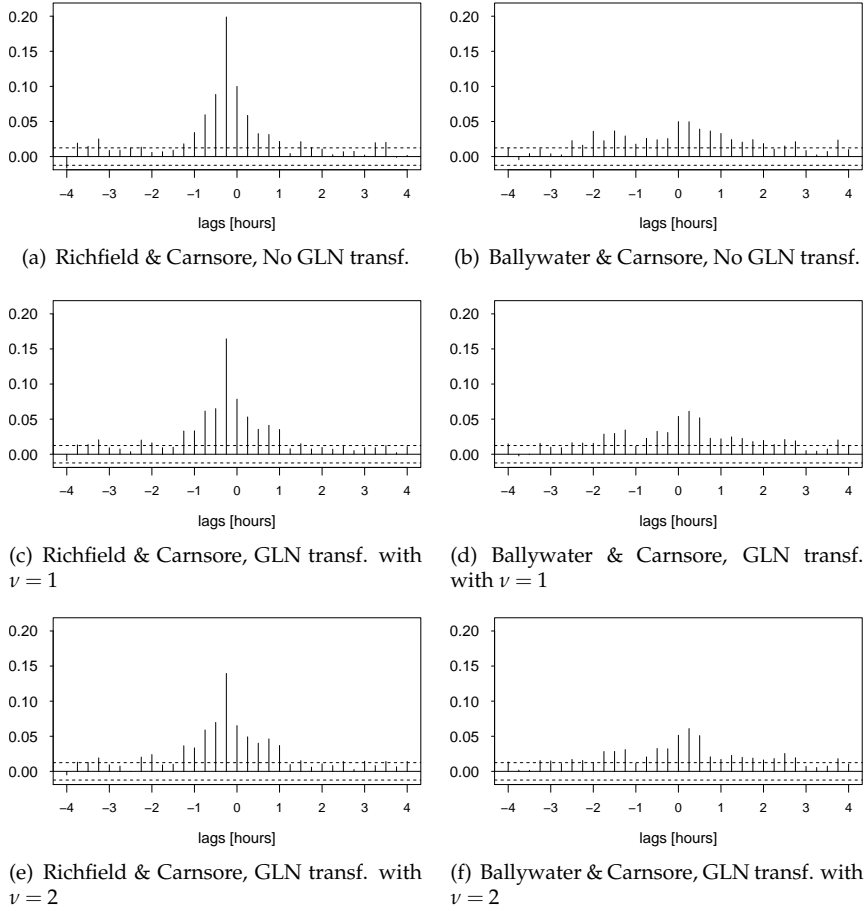 0.20
0.15
0.10
0.05
0.00
−4 −3 −2 −1 0 1 2 3 4
lags [hours]
(a) Richfield & Carnsore, No GLN transf.
0.20
0.15
0.10
0.05
0.00
−4 −3 −2 −1 0 1 2 3 4
lags [hours]
(b) Ballywater & Carnsore, No GLN transf.
0.20
0.15
0.10
0.05
0.00
−4 −3 −2 −1 0 1 2 3 4
lags [hours]
(c) Richfield & Carnsore, GLN transf. with
ν = 1
0.20
0.15
0.10
0.05
0.00
−4 −3 −2 −1 0 1 2 3 4
lags [hours]
(d) Ballywater & Carnsore, GLN transf.
with ν = 1
0.20
0.15
0.10
0.05
0.00
−4 −3 −2 −1 0 1 2 3 4
lags [hours]
(e) Richfield & Carnsore, GLN transf. with
ν = 2
0.20
0.15
0.10
0.05
0.00
−4 −3 −2 −1 0 1 2 3 4
lags [hours]
(f) Ballywater & Carnsore, GLN transf. with
ν = 2